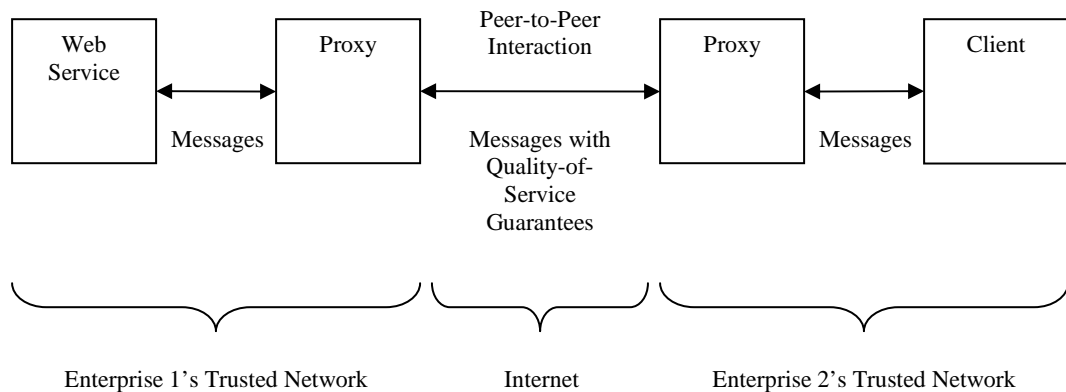 Peer-to-Peer
Interaction
Web
Service
Proxy
Proxy
Client
Messages
Messages with
Quality-of-
Service
Guarantees
Messages
Enterprise 1’s Trusted Network
Internet
Enterprise 2’s Trusted Network